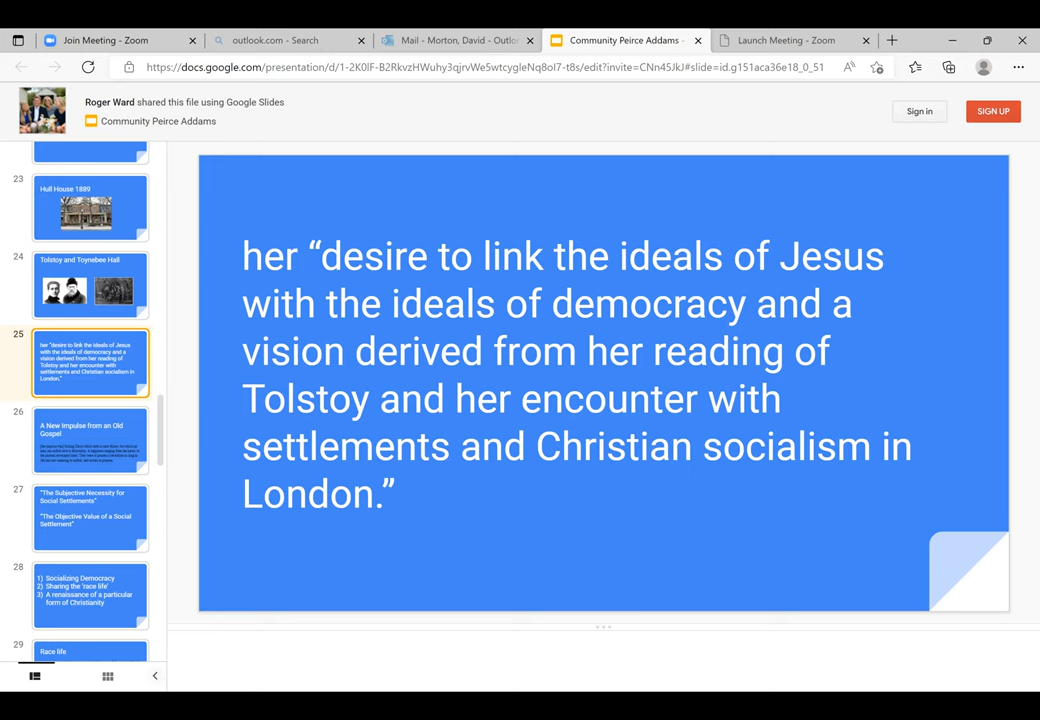 Join Meeting - Zoom
outlook.com - Search
Mail - Morton, David - Outlo
Community Peirce Addams -
Launch Meeting - Zoom
https://docs.google.com/presentation/d/1-2K0lF-B2RkvzHWuhy3qjrvWe5wtcygleNq8oI7-t8s/edit?invite=CNn45JkJ#slide=id.g151aca36e18_0_51
Roger Ward shared this file using Google Slides
Community Peirce Addams
Sign in
SIGN UP
23
Hull House 1889
24
Tolstoy and Toynebee Hall
25
her “desire to link the ideals of Jesus
with the ideals of democracy and a
vision derived from her reading of
Tolstoy and her encounter with
settlements and Christian socialism in
London.”
26
A New Impulse from an Old
Gospel
27
“The Subjective Necessity for
Social Settlements”
“The Objective Value of a Social
Settlement”
28
1) Socializing Democracy
2) Sharing the ‘race life’
3) A renaissance of a particular
form of Christianity
29
Race life
her “desire to link the ideals of Jesus
with the ideals of democracy and a
vision derived from her reading of
Tolstoy and her encounter with
settlements and Christian socialism in
London.”